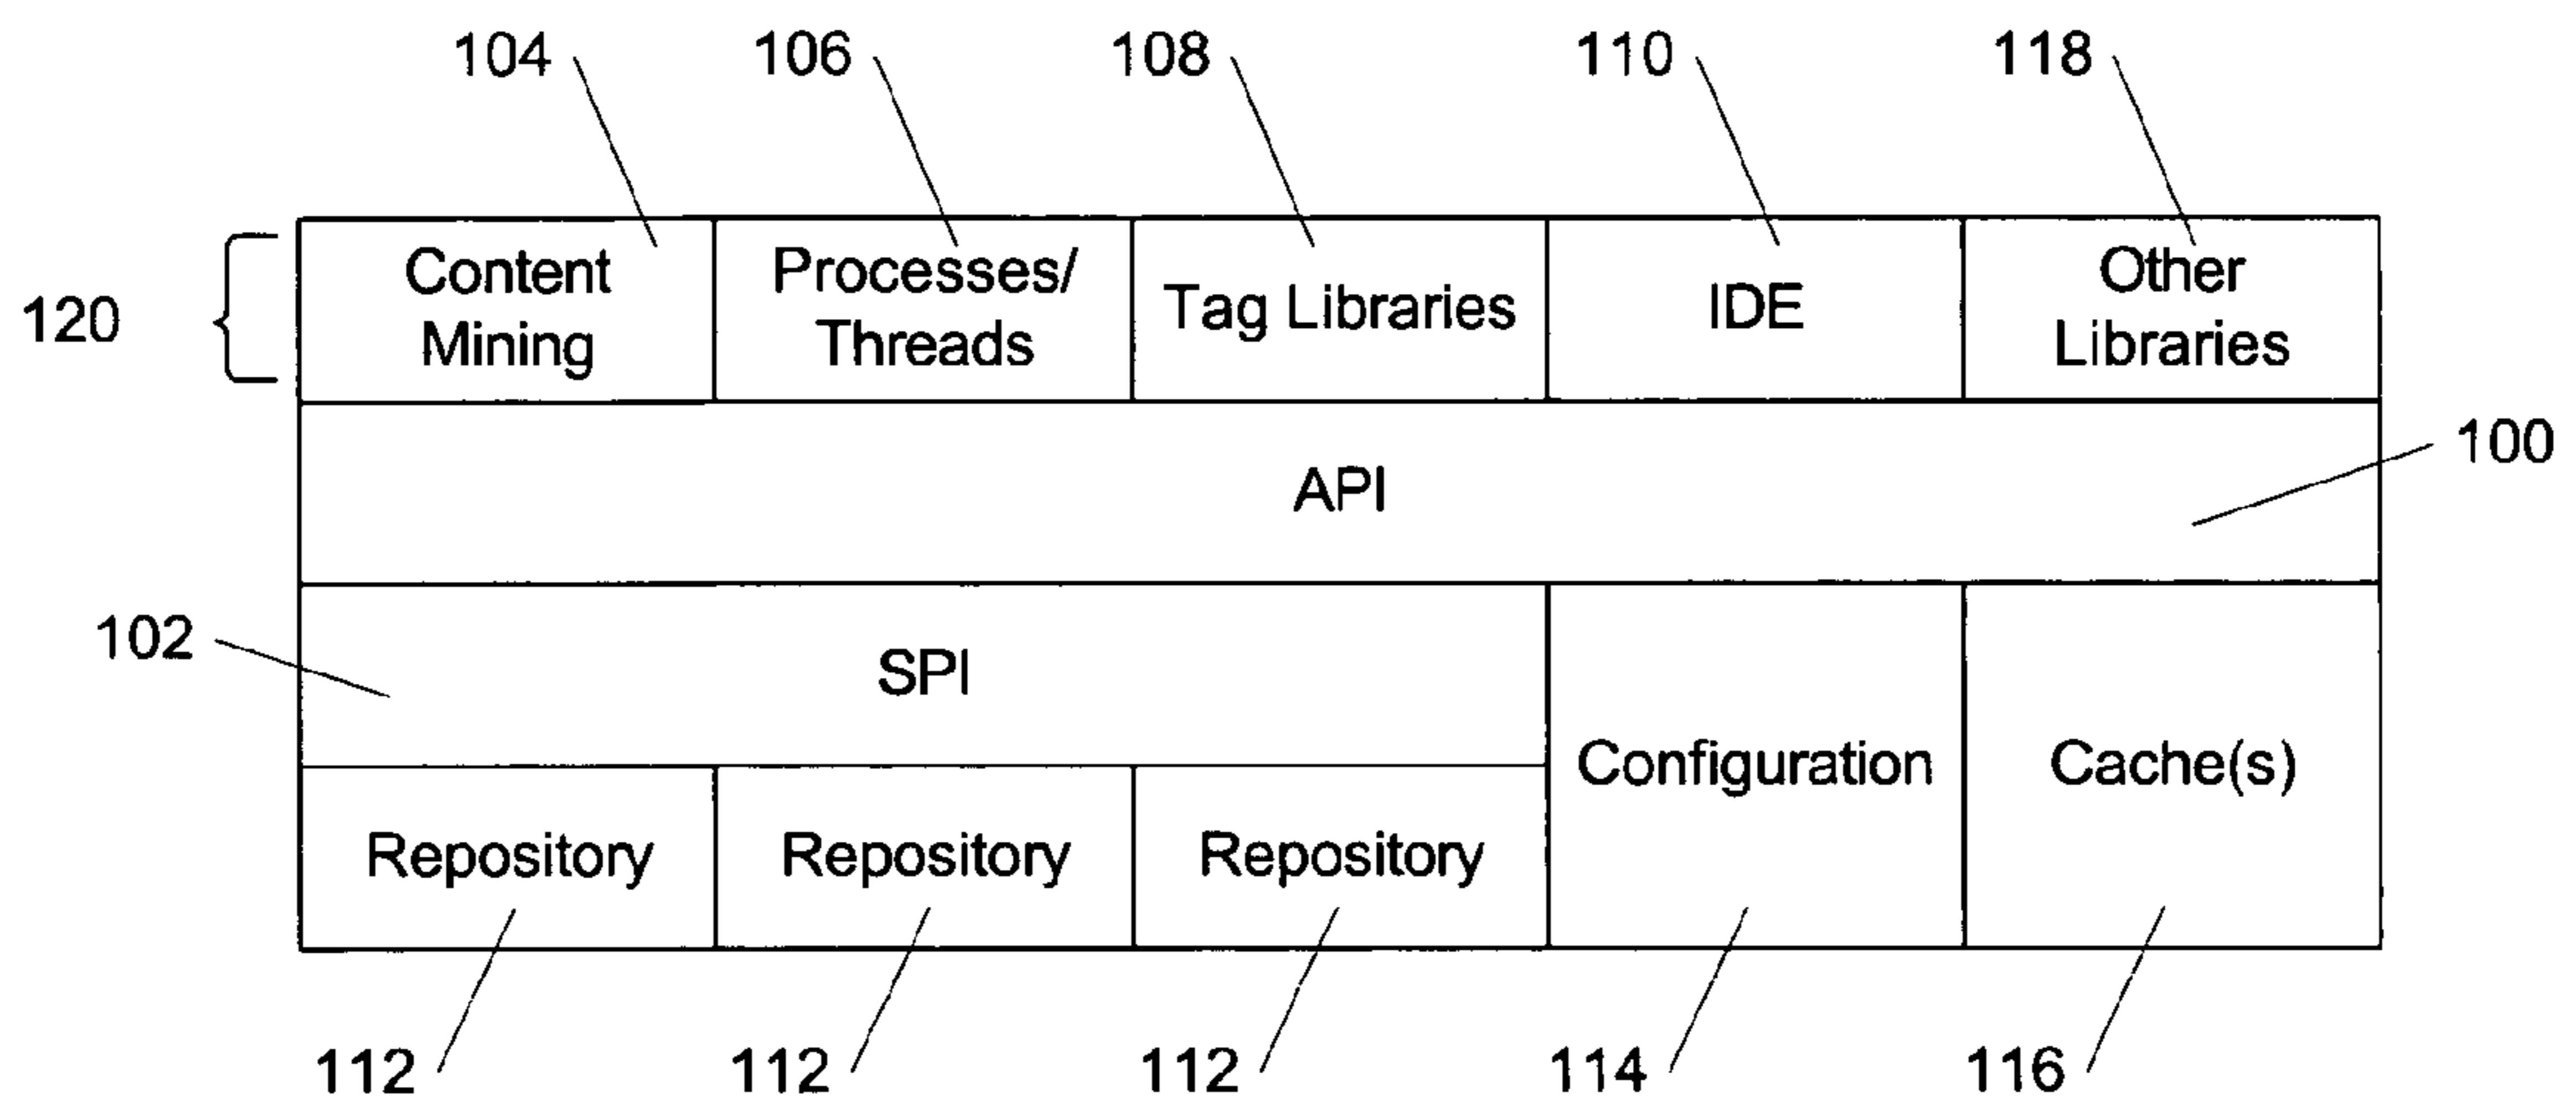 104 106 108 110 118
120
Content
Mining
Processes/
Threads
Tag Libraries
IDE
Other
Libraries
API
100
102
SPI
Configuration
Cache(s)
Repository
Repository
Repository
112 112 112 114 116